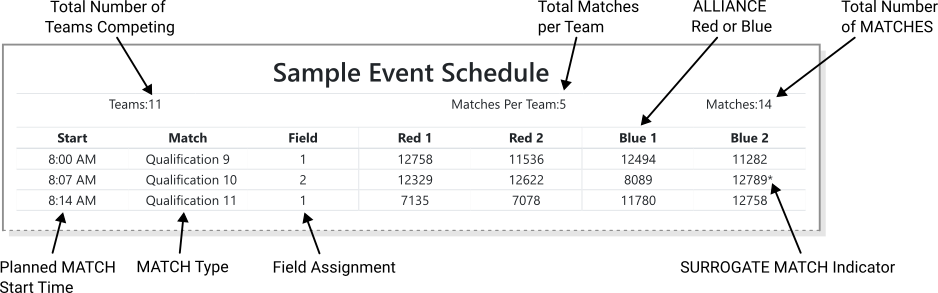 Total Number of
Teams Competing
Total Matches
per Team
ALLIANCE
Red or Blue
Total Number
of MATCHES
Sample Event Schedule
Teams:11 Matches Per Team:5 Matches:14
Start Match Field Red 1 Red 2 Blue 1 Blue 2
8:00 AM Qualification 9 1 12758 11536 12494 11282
8:07 AM Qualification 10 2 12329 12622 8089 12789*
8:14 AM Qualification 11 1 7135 7078 11780 12758
Planned MATCH
Start Time
MATCH Type
Field Assignment
SURROGATE MATCH Indicator